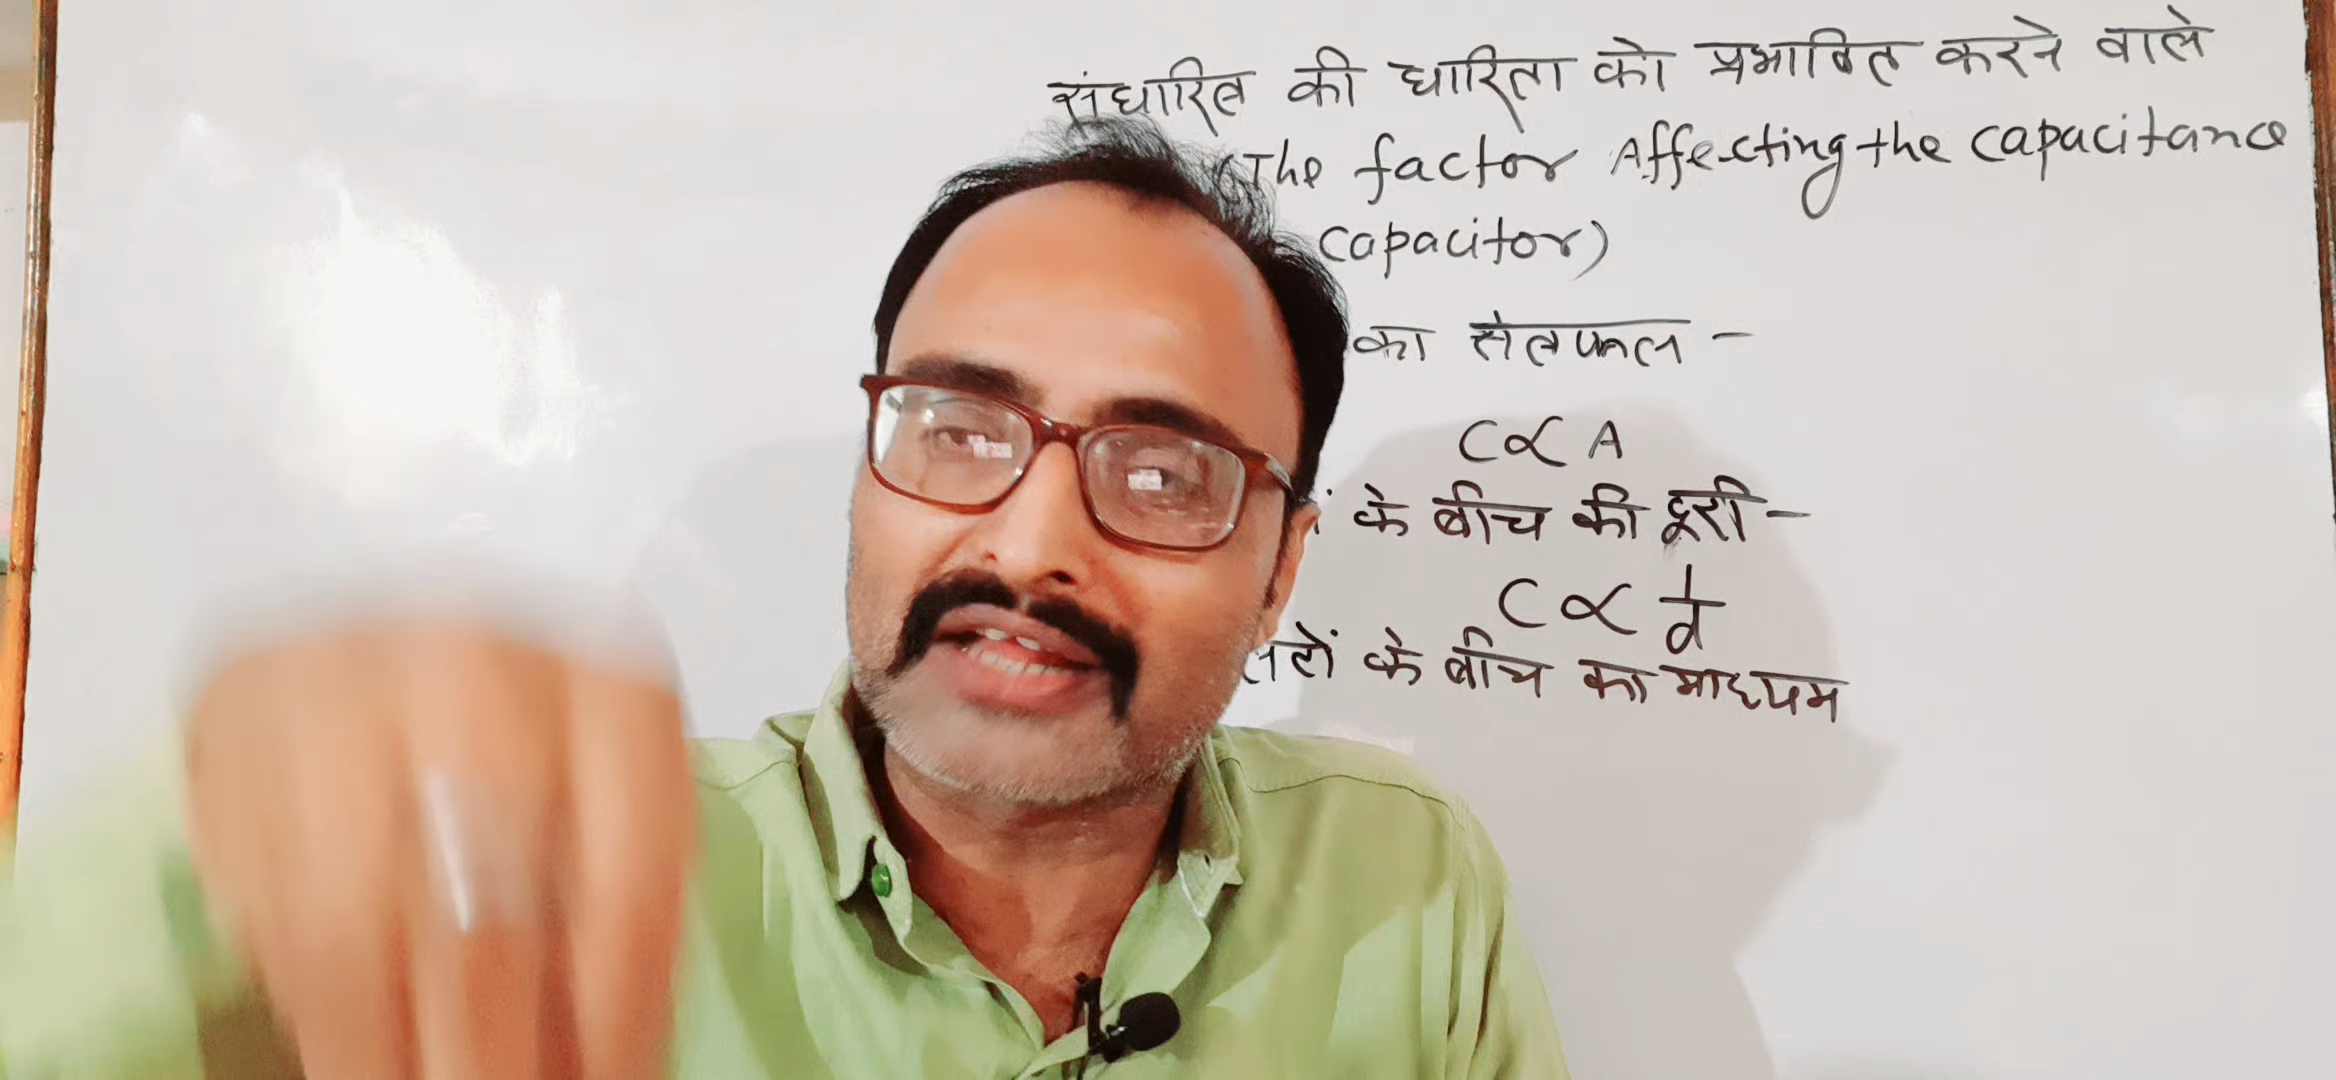 संधारित्र की धारिता को प्रभावित करने वाले
(The factor Affecting the capacitance
capacitor)
का क्षेत्रफल -
C ∝ A
के बीच की दूरी -
C ∝ 1/d
के बीच का माध्यम